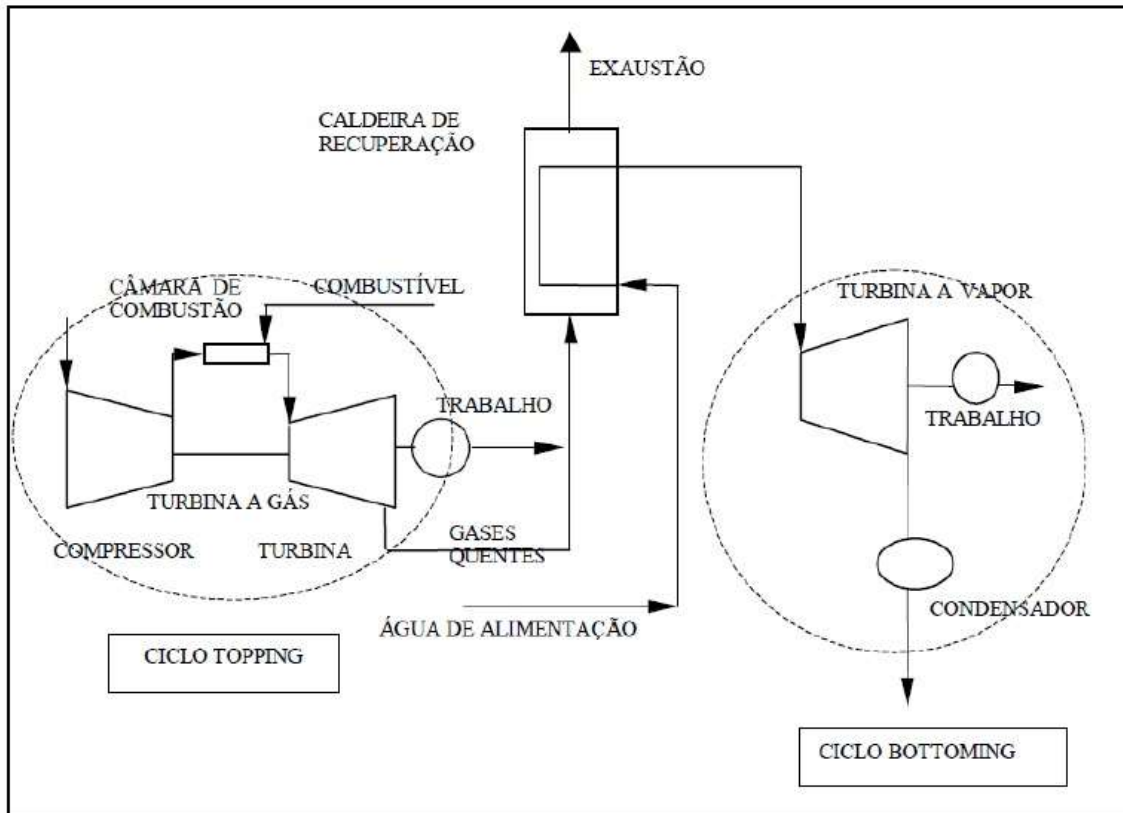 EXAUSTÃO
CALDEIRA DE
RECUPERAÇÃO
CÂMARA DE
COMBUSTÃO
COMBUSTÍVEL
TURBINA A VAPOR
TRABALHO
TRABALHO
TURBINA A GÁS
COMPRESSOR
TURBINA
GASES
QUENTES
CONDENSADOR
ÁGUA DE ALIMENTAÇÃO
CICLO TOPPING
CICLO BOTTOMING